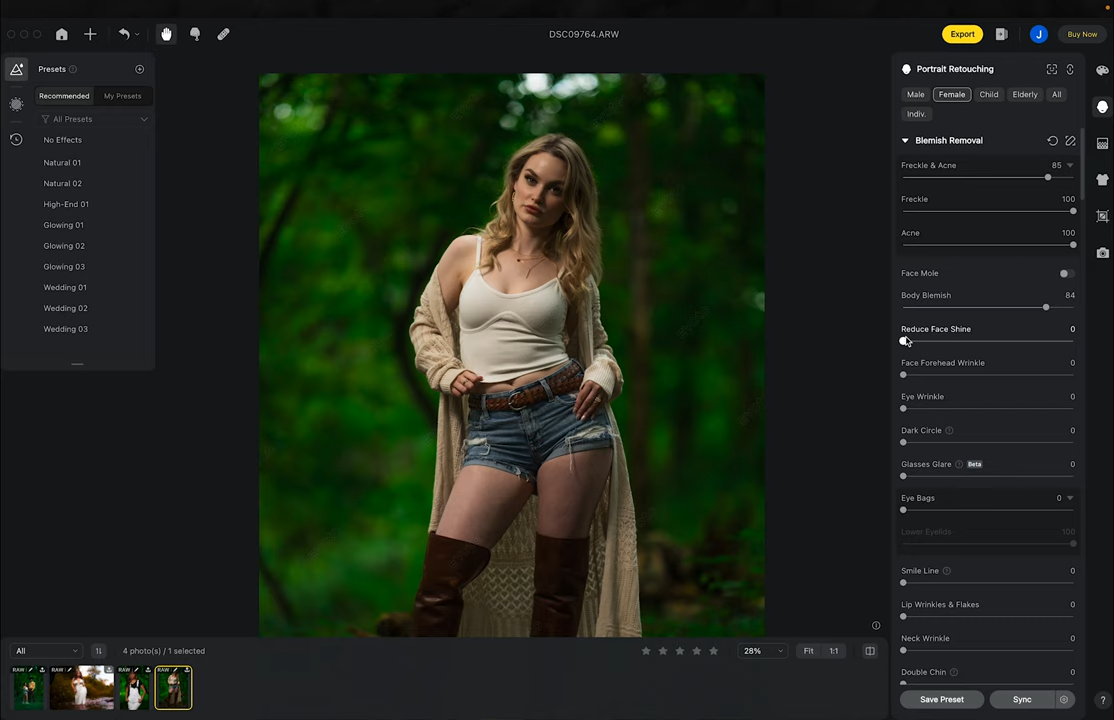 DSC09764.ARW
Export
J
Buy Now
Presets
Recommended
My Presets
All Presets
No Effects
Natural 01
Natural 02
High-End 01
Glowing 01
Glowing 02
Glowing 03
Wedding 01
Wedding 02
Wedding 03
Portrait Retouching
Male Female Child Elderly All
Indiv.
Blemish Removal
Freckle & Acne 85
Freckle 100
Acne 100
Face Mole
Body Blemish 84
Reduce Face Shine 0
Face Forehead Wrinkle 0
Eye Wrinkle 0
Dark Circle ? 0
Glasses Glare ? Beta 0
Eye Bags 0
Lower Eyelids 100
Smile Line ? 0
Lip Wrinkles & Flakes 0
Neck Wrinkle 0
Double Chin ? 0
Save Preset
Sync
?
All
4 photo(s) / 1 selected
28%
Fit
1:1
RAW RAW RAW RAW